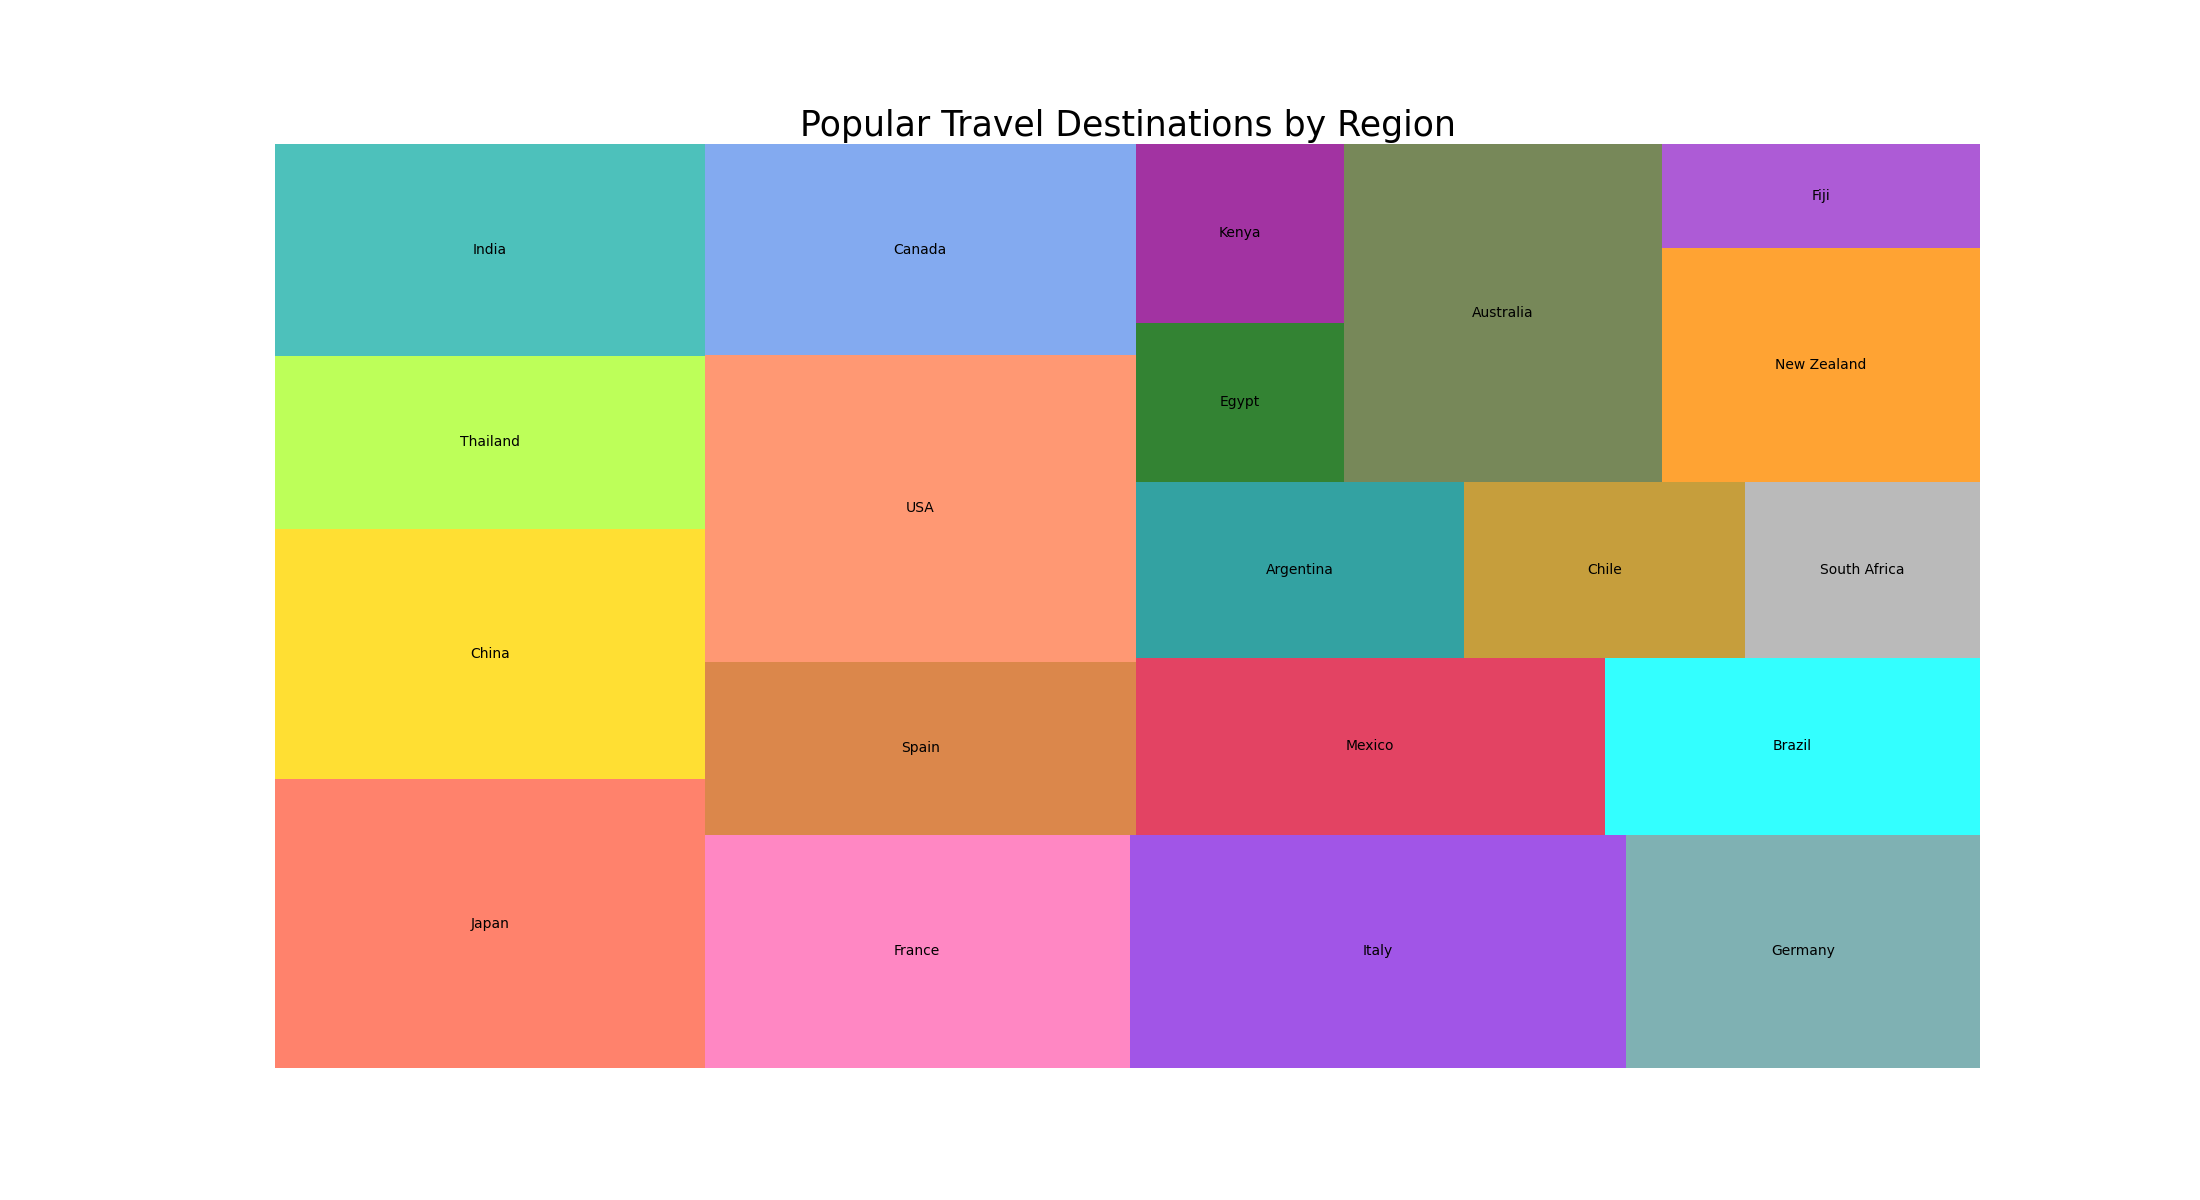 Popular Travel Destinations by Region
India
Canada
Kenya
Australia
Fiji
New Zealand
Egypt
Thailand
USA
Argentina
Chile
South Africa
China
Spain
Mexico
Brazil
Japan
France
Italy
Germany